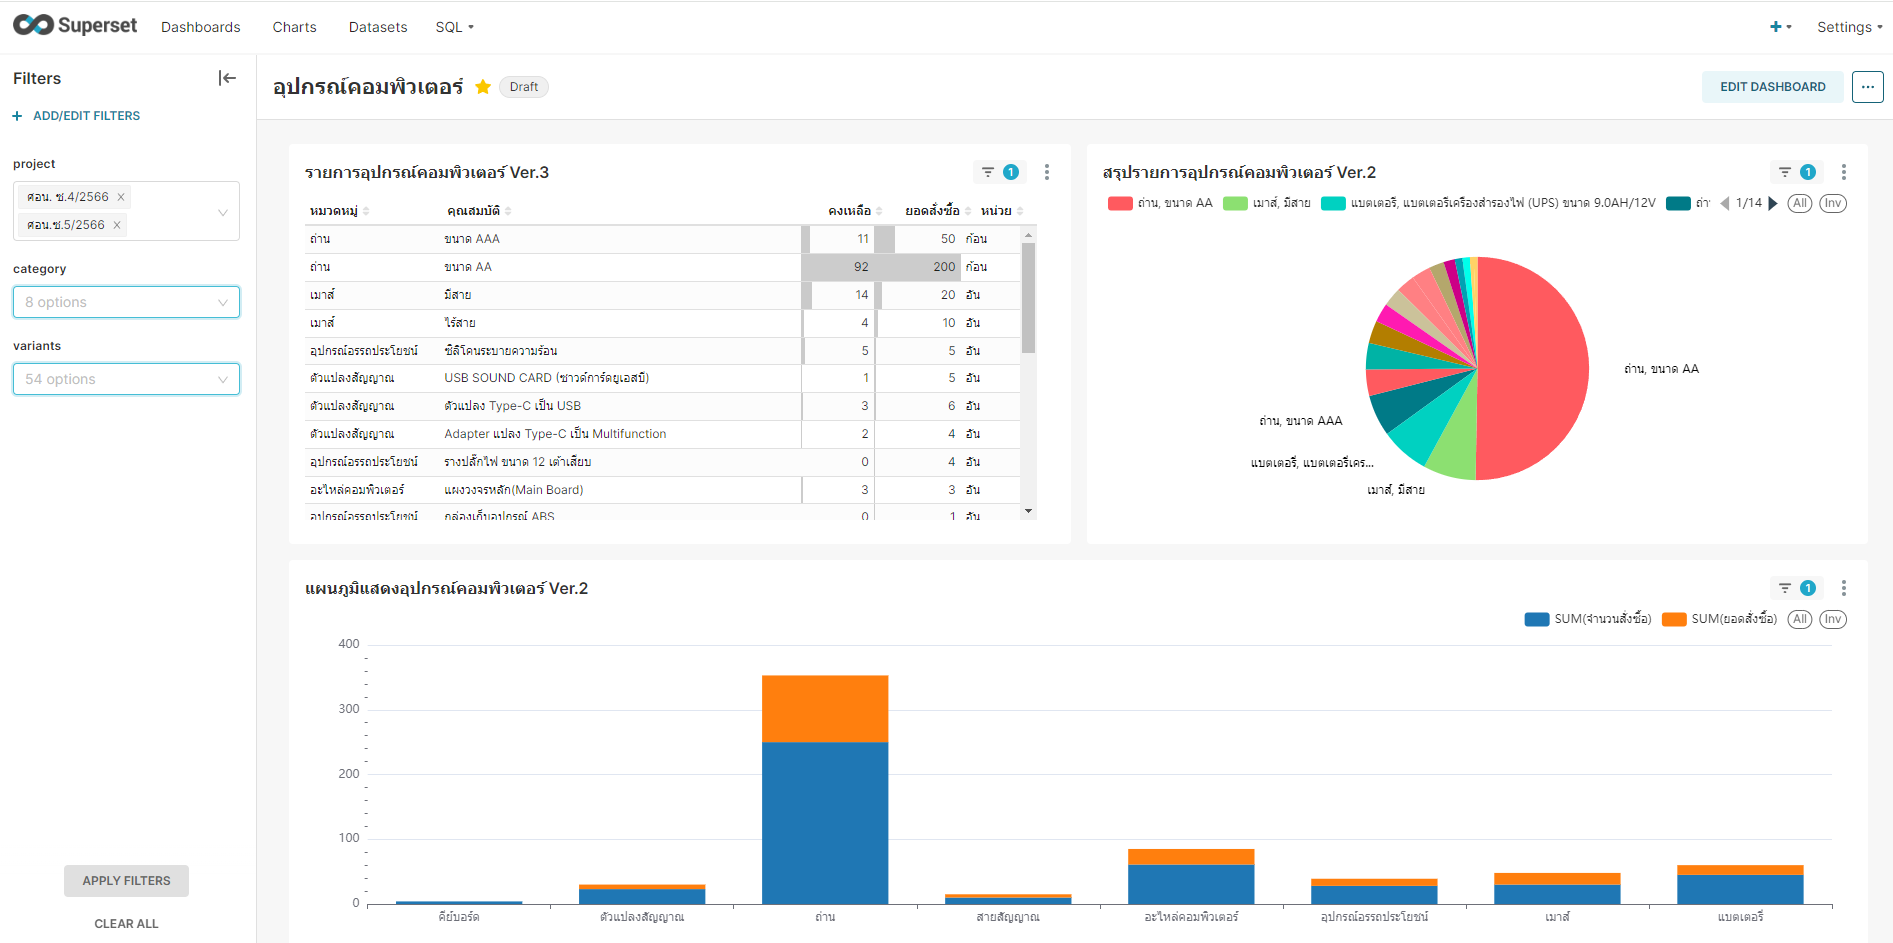 Superset Dashboards Charts Datasets SQL Settings
Filters
ADD/EDIT FILTERS
project
ศอน. ซ.4/2566
ศอน.ซ.5/2566
category
8 options
variants
54 options
APPLY FILTERS
CLEAR ALL
อุปกรณ์คอมพิวเตอร์ Draft EDIT DASHBOARD
รายการอุปกรณ์คอมพิวเตอร์ Ver.3 1
หมวดหมู่ คุณสมบัติ คงเหลือ ยอดสั่งซื้อ หน่วย
ถ่าน ขนาด AAA 11 50 ก้อน
ถ่าน ขนาด AA 92 200 ก้อน
เมาส์ มีสาย 14 20 อัน
เมาส์ ไร้สาย 4 10 อัน
อุปกรณ์อรรถประโยชน์ ซิลิโคนระบายความร้อน 5 5 อัน
ตัวแปลงสัญญาณ USB SOUND CARD (ซาวด์การ์ดยูเอสบี) 1 5 อัน
ตัวแปลงสัญญาณ ตัวแปลง Type-C เป็น USB 3 6 อัน
ตัวแปลงสัญญาณ Adapter แปลง Type-C เป็น Multifunction 2 4 อัน
อุปกรณ์อรรถประโยชน์ รางปลั๊กไฟ ขนาด 12 เต้าเสียบ 0 4 อัน
อะไหล่คอมพิวเตอร์ แผงวงจรหลัก(Main Board) 3 3 อัน
อุปกรณ์อรรถประโยชน์ กล่องเก็บอุปกรณ์ ABS 0 1 อัน
สรุปรายการอุปกรณ์คอมพิวเตอร์ Ver.2 1
ถ่าน, ขนาด AA เมาส์, มีสาย แบตเตอรี่, แบตเตอรี่เครื่องสำรองไฟ (UPS) ขนาด 9.0AH/12V ถ่า 1/14 All Inv
ถ่าน, ขนาด AA
ถ่าน, ขนาด AAA
แบตเตอรี่, แบตเตอรี่เคร...
เมาส์, มีสาย
แผนภูมิแสดงอุปกรณ์คอมพิวเตอร์ Ver.2 1
SUM(จำนวนสั่งซื้อ) SUM(ยอดสั่งซื้อ) All Inv
400
300
200
100
0
คีย์บอร์ด ตัวแปลงสัญญาณ ถ่าน สายสัญญาณ อะไหล่คอมพิวเตอร์ อุปกรณ์อรรถประโยชน์ เมาส์ แบตเตอรี่